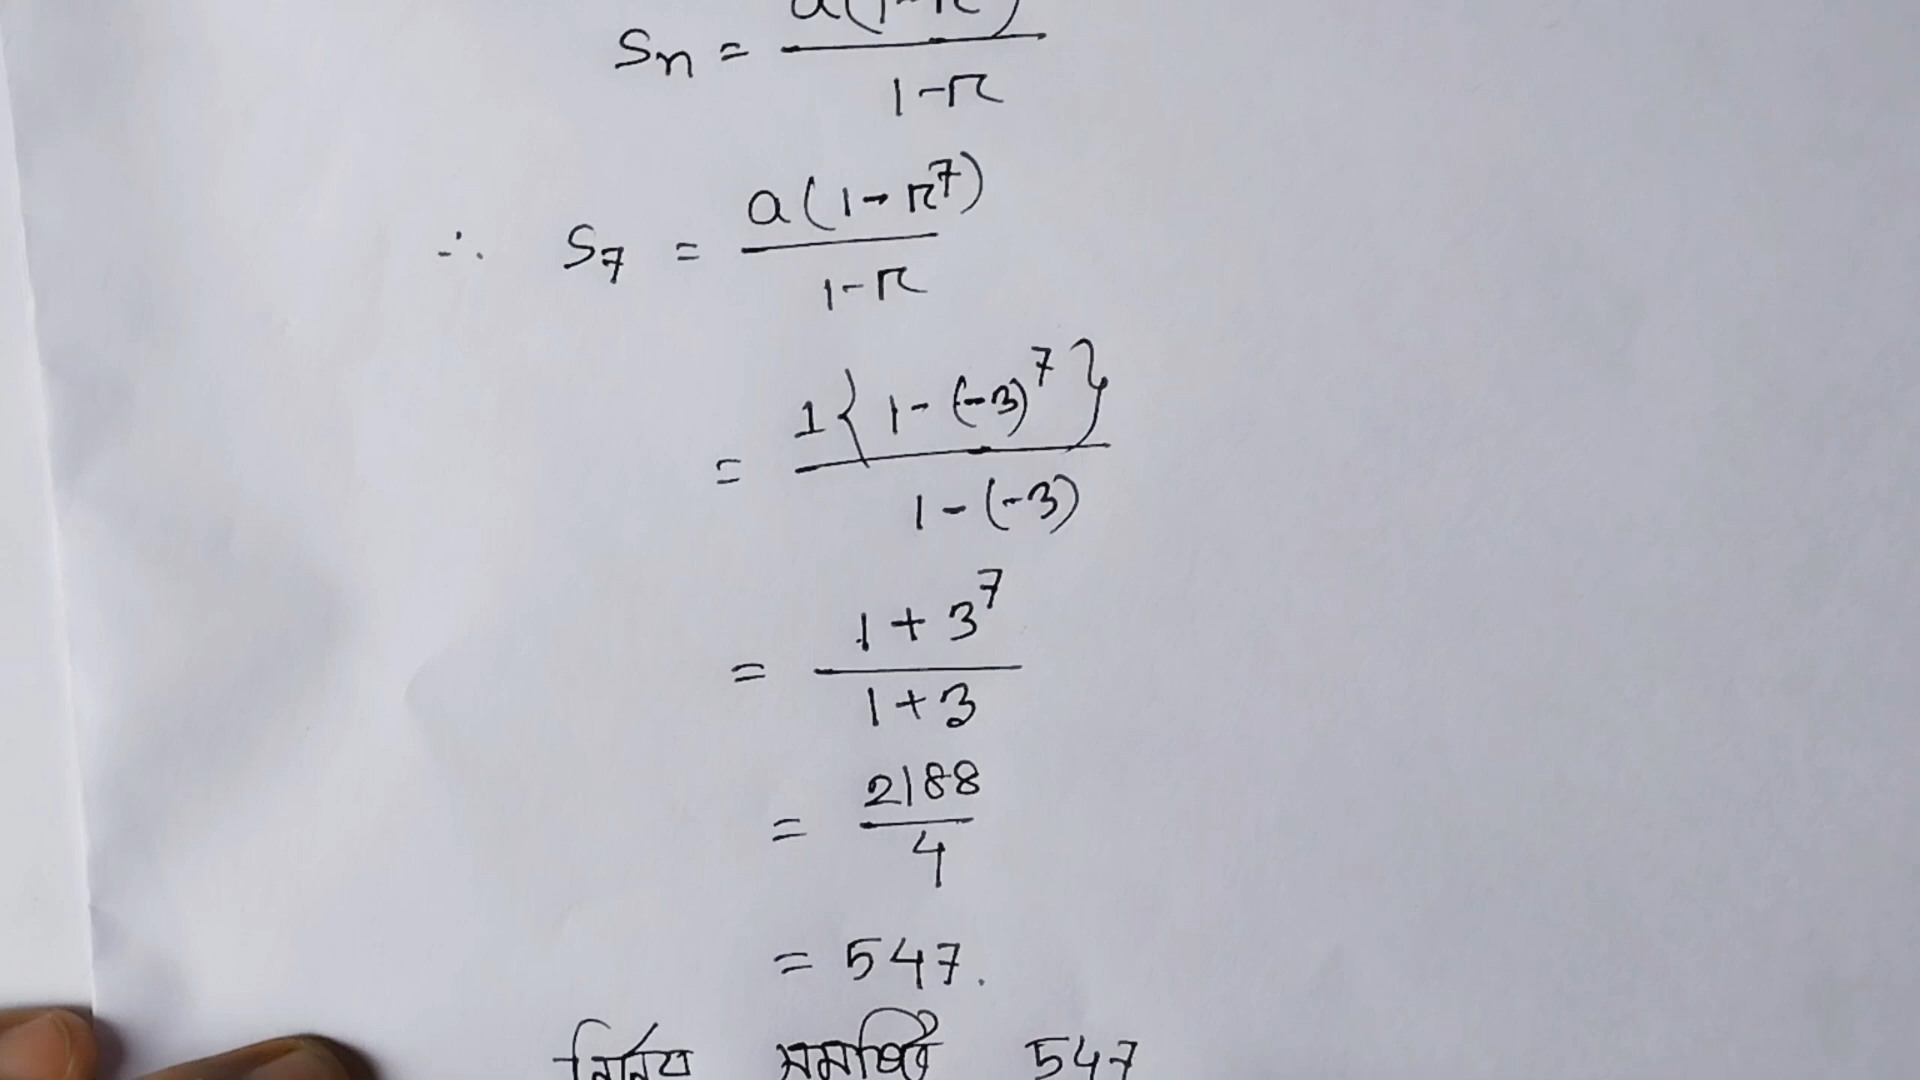 Sn = a(1-r) / 1-r
∴ S7 = a(1-r^7) / 1-r
= 1{1-(-3)^7} / 1-(-3)
= 1+3^7 / 1+3
= 2188 / 4
= 547.
নির্নেয় সমষ্টি 547